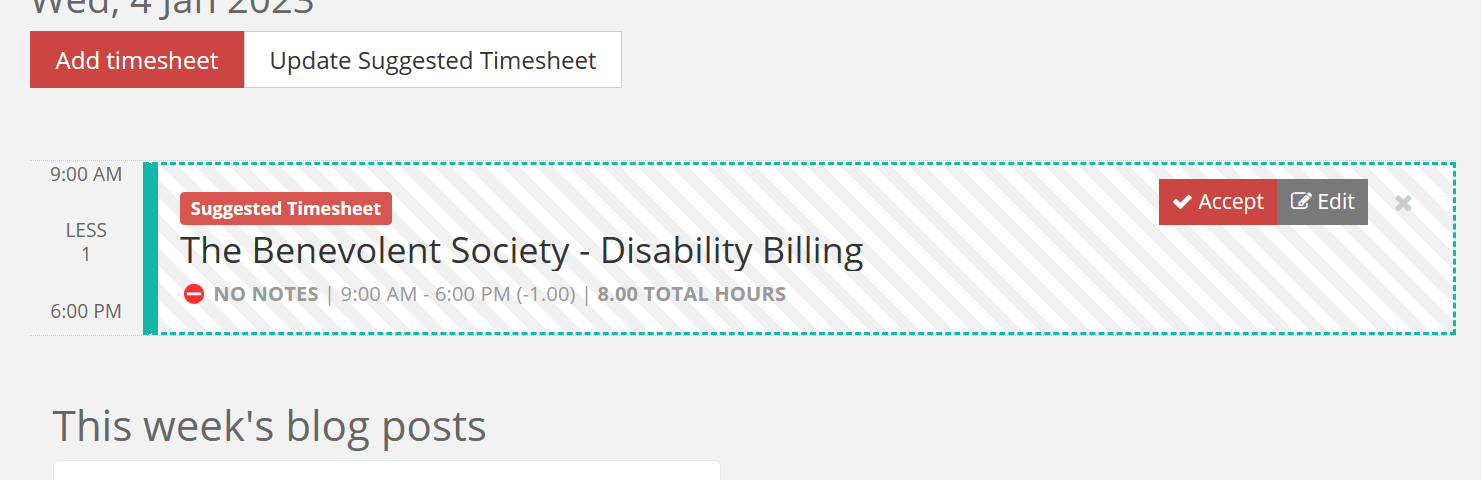 Wed, 4 Jan 2023
Add timesheet
Update Suggested Timesheet
9:00 AM
LESS
1
6:00 PM
Suggested Timesheet
Accept
Edit
The Benevolent Society - Disability Billing
NO NOTES | 9:00 AM - 6:00 PM (-1.00) | 8.00 TOTAL HOURS
This week's blog posts